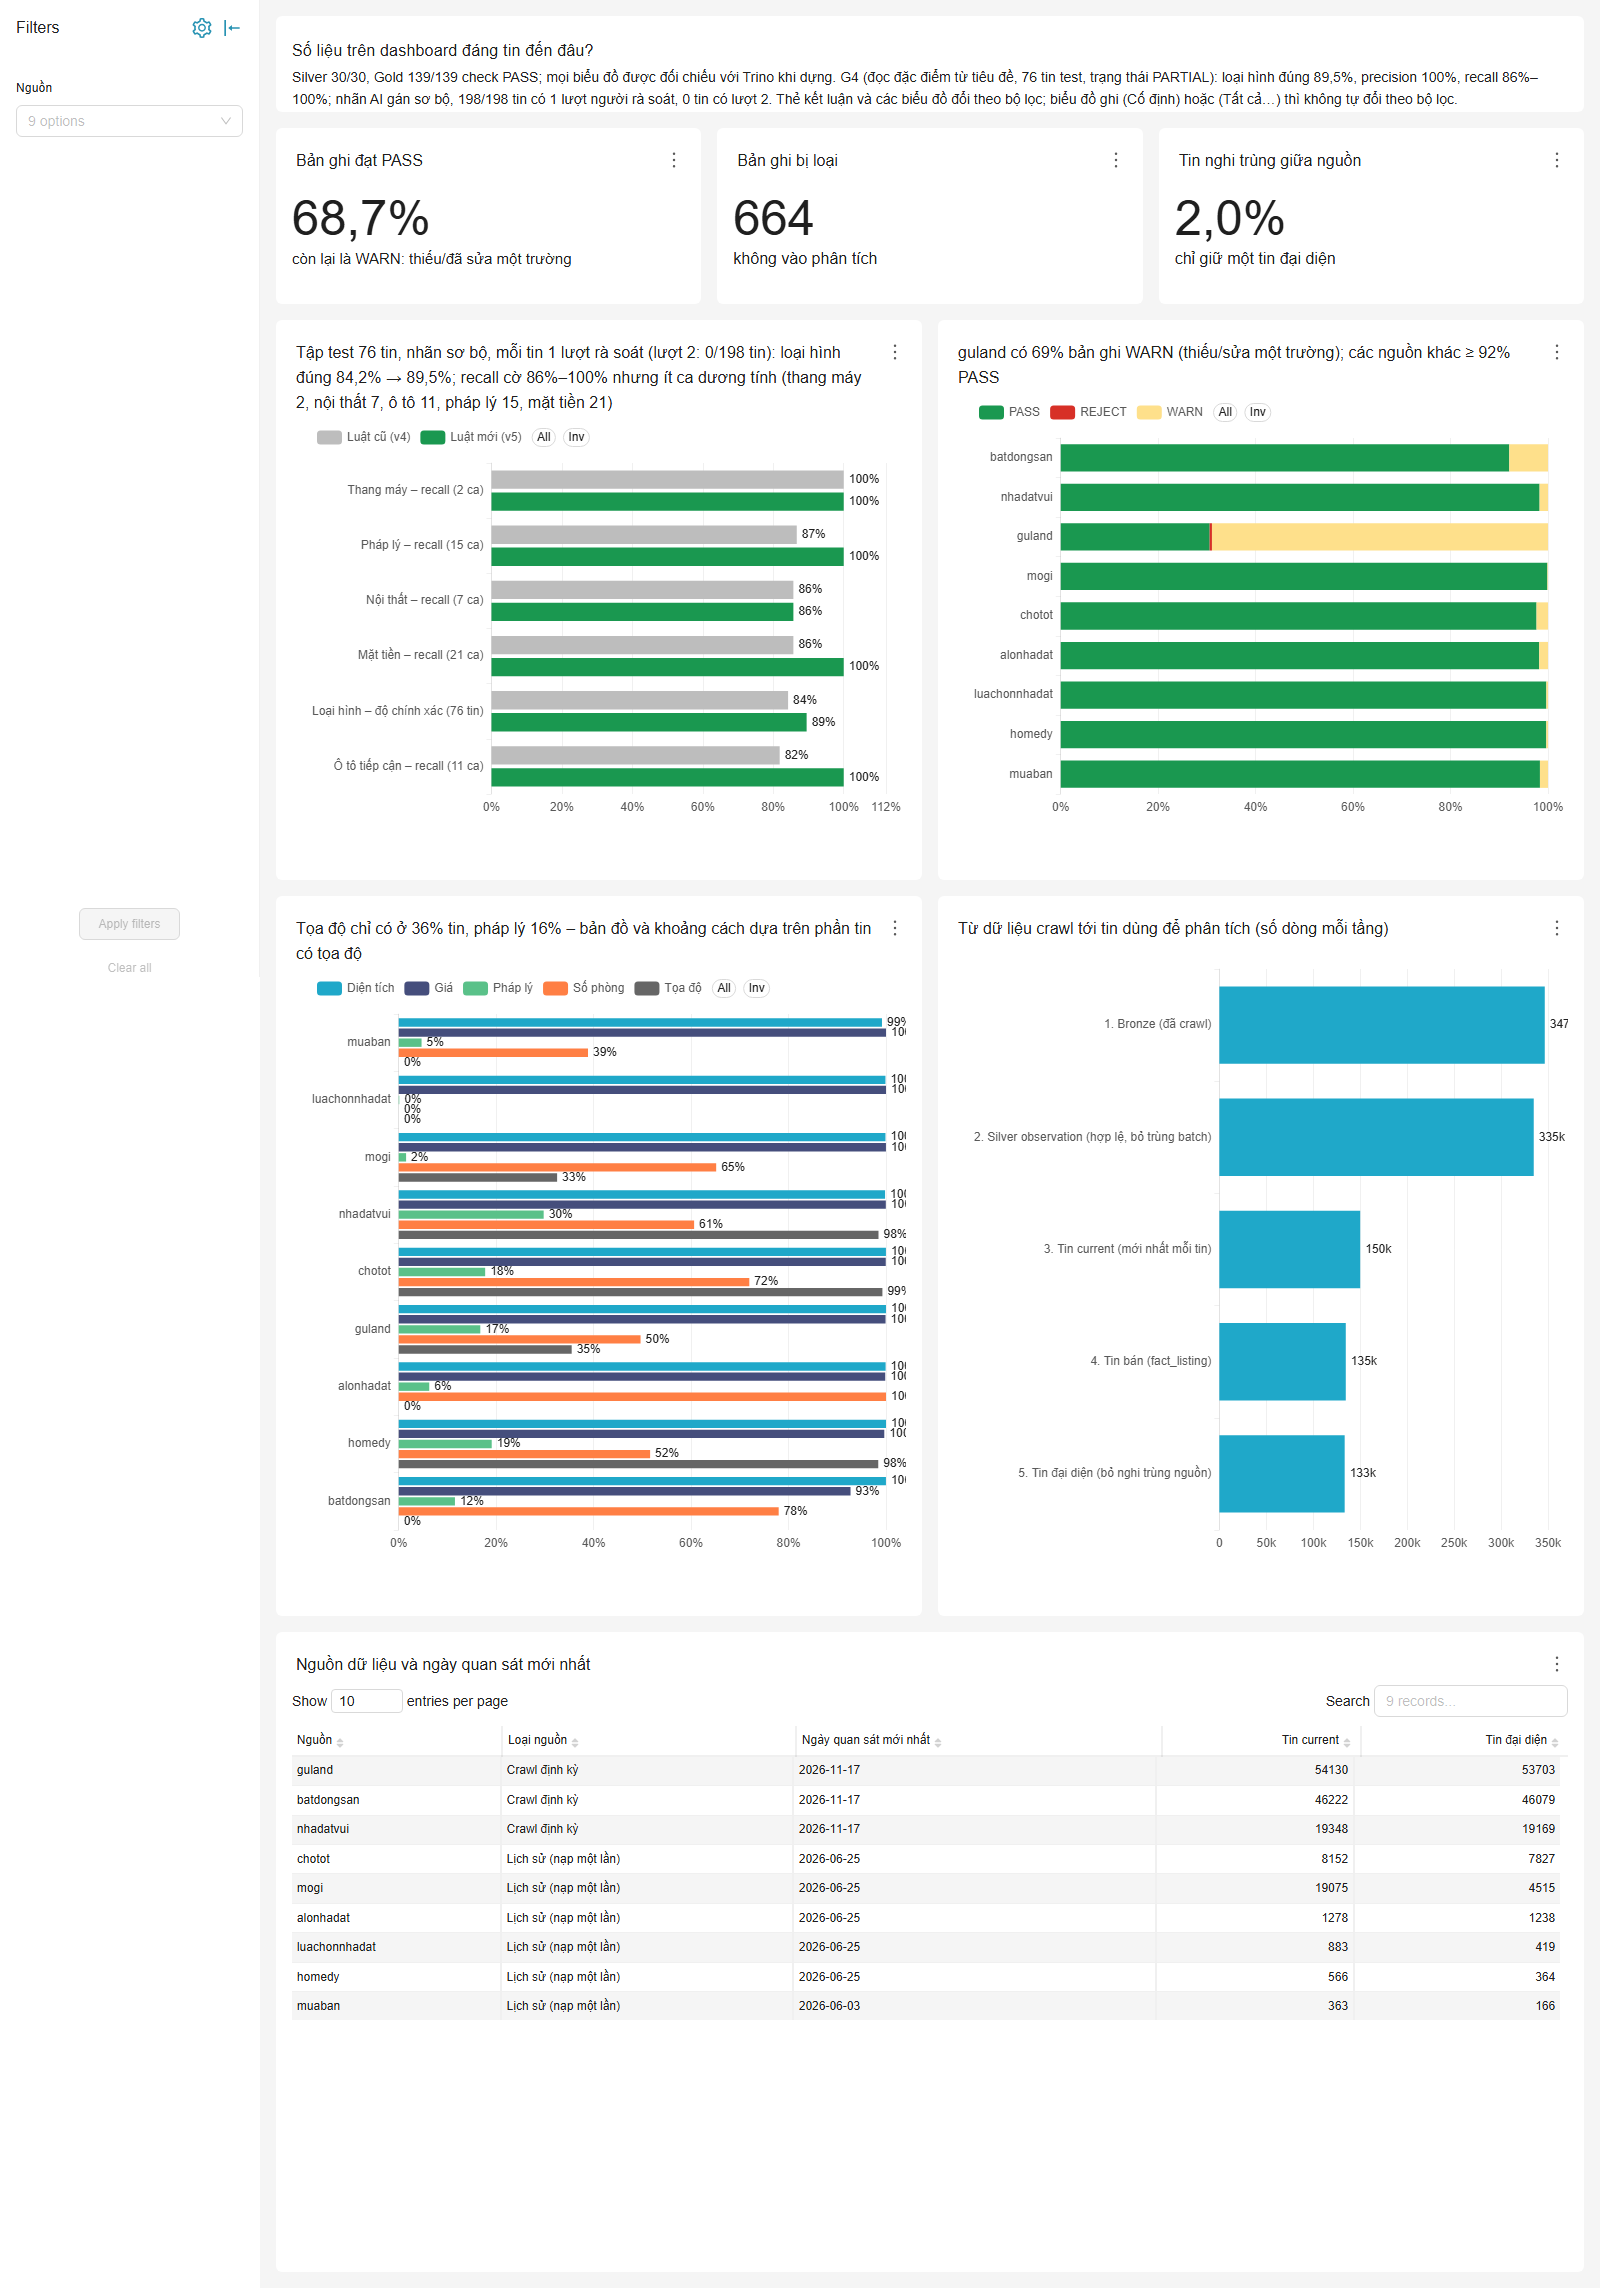 Filters
Nguồn
9 options
Apply filters
Clear all
Số liệu trên dashboard đáng tin đến đâu?
Silver 30/30, Gold 139/139 check PASS; mọi biểu đồ được đối chiếu với Trino khi dựng. G4 (đọc đặc điểm từ tiêu đề, 76 tin test, trạng thái PARTIAL): loại hình đúng 89,5%, precision 100%, recall 86%–
100%; nhãn AI gán sơ bộ, 198/198 tin có 1 lượt người rà soát, 0 tin có lượt 2. Thẻ kết luận và các biểu đồ đổi theo bộ lọc; biểu đồ ghi (Cố định) hoặc (Tất cả…) thì không tự đổi theo bộ lọc.
Bản ghi đạt PASS
68,7%
còn lại là WARN: thiếu/đã sửa một trường
Bản ghi bị loại
664
không vào phân tích
Tin nghi trùng giữa nguồn
2,0%
chỉ giữ một tin đại diện
Tập test 76 tin, nhãn sơ bộ, mỗi tin 1 lượt rà soát (lượt 2: 0/198 tin): loại hình
đúng 84,2% → 89,5%; recall cờ 86%–100% nhưng ít ca dương tính (thang máy
2, nội thất 7, ô tô 11, pháp lý 15, mặt tiền 21)
Luật cũ (v4) Luật mới (v5) All Inv
Thang máy – recall (2 ca) 100% 100%
Pháp lý – recall (15 ca) 87% 100%
Nội thất – recall (7 ca) 86% 86%
Mặt tiền – recall (21 ca) 86% 100%
Loại hình – độ chính xác (76 tin) 84% 89%
Ô tô tiếp cận – recall (11 ca) 82% 100%
0% 20% 40% 60% 80% 100% 112%
guland có 69% bản ghi WARN (thiếu/sửa một trường); các nguồn khác ≥ 92%
PASS
PASS REJECT WARN All Inv
batdongsan
nhadatvui
guland
mogi
chotot
alonhadat
luachonnhadat
homedy
muaban
0% 20% 40% 60% 80% 100%
Tọa độ chỉ có ở 36% tin, pháp lý 16% – bản đồ và khoảng cách dựa trên phần tin
có tọa độ
Diện tích Giá Pháp lý Số phòng Tọa độ All Inv
muaban 99% 100 5% 39% 0%
luachonnhadat 100 100 0% 0% 0%
mogi 100 100 2% 65% 33%
nhadatvui 100 100 30% 61% 98%
chotot 100 100 18% 72% 99%
guland 100 100 17% 50% 35%
alonhadat 100 100 6% 100 0%
homedy 100 100 19% 52% 98%
batdongsan 100 93% 12% 78% 0%
0% 20% 40% 60% 80% 100%
Từ dữ liệu crawl tới tin dùng để phân tích (số dòng mỗi tầng)
1. Bronze (đã crawl) 347
2. Silver observation (hợp lệ, bỏ trùng batch) 335k
3. Tin current (mới nhất mỗi tin) 150k
4. Tin bán (fact_listing) 135k
5. Tin đại diện (bỏ nghi trùng nguồn) 133k
0 50k 100k 150k 200k 250k 300k 350k
Nguồn dữ liệu và ngày quan sát mới nhất
Show 10 entries per page
Search 9 records...
Nguồn Loại nguồn Ngày quan sát mới nhất Tin current Tin đại diện
guland Crawl định kỳ 2026-11-17 54130 53703
batdongsan Crawl định kỳ 2026-11-17 46222 46079
nhadatvui Crawl định kỳ 2026-11-17 19348 19169
chotot Lịch sử (nạp một lần) 2026-06-25 8152 7827
mogi Lịch sử (nạp một lần) 2026-06-25 19075 4515
alonhadat Lịch sử (nạp một lần) 2026-06-25 1278 1238
luachonnhadat Lịch sử (nạp một lần) 2026-06-25 883 419
homedy Lịch sử (nạp một lần) 2026-06-25 566 364
muaban Lịch sử (nạp một lần) 2026-06-03 363 166